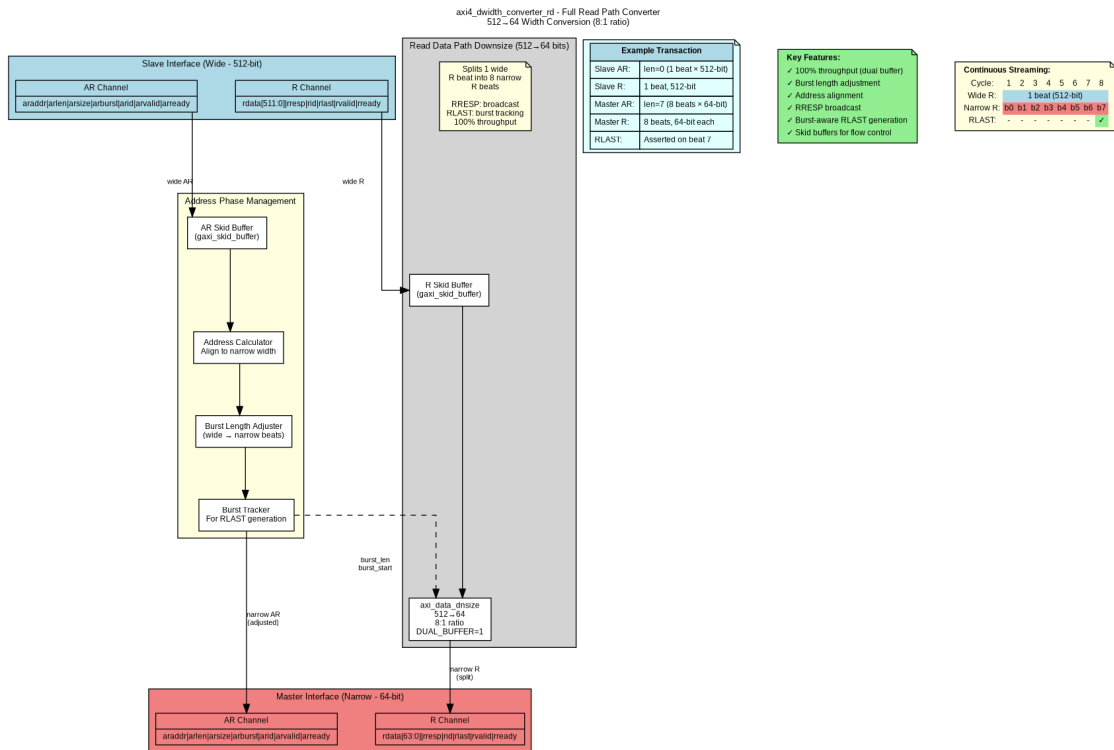 axi4_dwidth_converter_rd - Full Read Path Converter
512→64 Width Conversion (8:1 ratio)
Slave Interface (Wide - 512-bit)
AR Channel
araddr|arlen|arsize|arburst|arid|arvalid|arready
R Channel
rdata[511:0]|rresp|rid|rlast|rvalid|rready
Read Data Path Downsize (512→64 bits)
Splits 1 wide
R beat into 8 narrow
R beats
RRESP: broadcast
RLAST: burst tracking
100% throughput
Example Transaction
Slave AR: len=0 (1 beat × 512-bit)
Slave R: 1 beat, 512-bit
Master AR: len=7 (8 beats × 64-bit)
Master R: 8 beats, 64-bit each
RLAST: Asserted on beat 7
Key Features:
✓ 100% throughput (dual buffer)
✓ Burst length adjustment
✓ Address alignment
✓ RRESP broadcast
✓ Burst-aware RLAST generation
✓ Skid buffers for flow control
Continuous Streaming:
Cycle: 1 2 3 4 5 6 7 8
Wide R: 1 beat (512-bit)
Narrow R: b0 b1 b2 b3 b4 b5 b6 b7
RLAST: - - - - - - - ✓
wide AR
wide R
Address Phase Management
AR Skid Buffer
(gaxi_skid_buffer)
R Skid Buffer
(gaxi_skid_buffer)
Address Calculator
Align to narrow width
Burst Length Adjuster
(wide → narrow beats)
Burst Tracker
For RLAST generation
burst_len
burst_start
axi_data_dnsize
512→64
8:1 ratio
DUAL_BUFFER=1
narrow AR
(adjusted)
narrow R
(split)
Master Interface (Narrow - 64-bit)
AR Channel
araddr|arlen|arsize|arburst|arid|arvalid|arready
R Channel
rdata[63:0]|rresp|rid|rlast|rvalid|rready